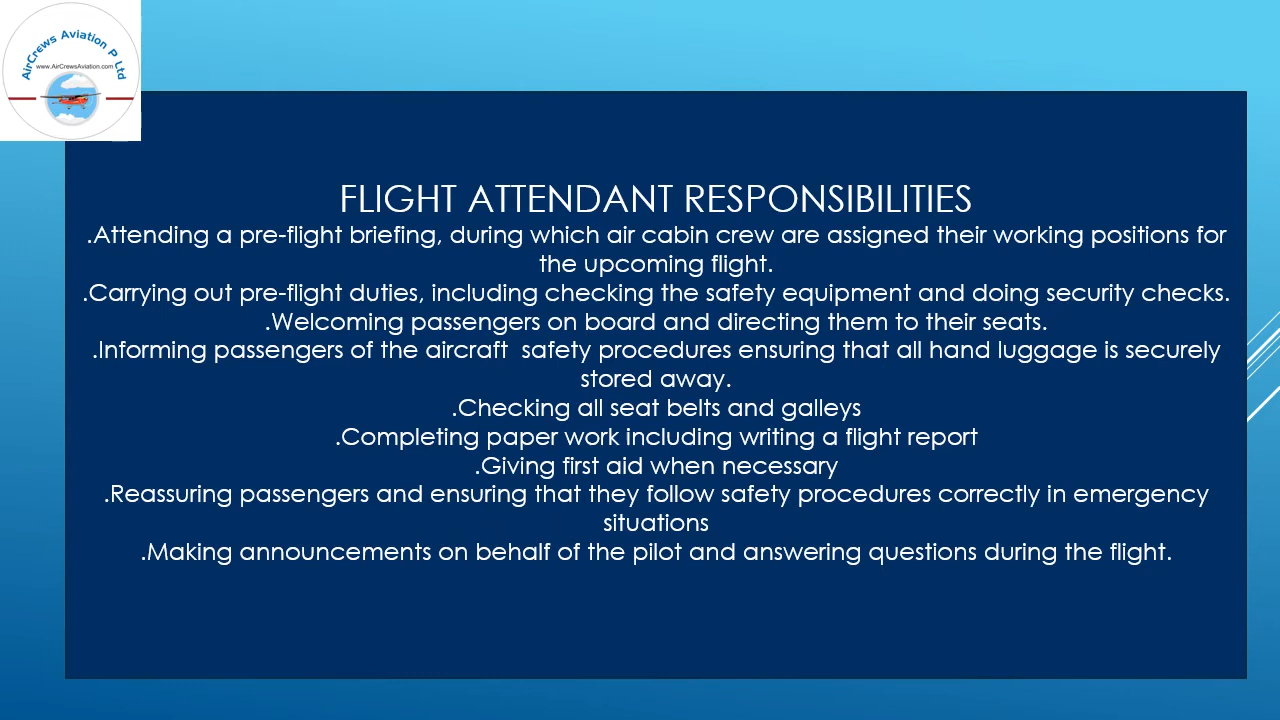 AirCrews Aviation P Ltd
www.AirCrewsAviation.com
FLIGHT ATTENDANT RESPONSIBILITIES
.Attending a pre-flight briefing, during which air cabin crew are assigned their working positions for
the upcoming flight.
.Carrying out pre-flight duties, including checking the safety equipment and doing security checks.
.Welcoming passengers on board and directing them to their seats.
.Informing passengers of the aircraft  safety procedures ensuring that all hand luggage is securely
stored away.
.Checking all seat belts and galleys
.Completing paper work including writing a flight report
.Giving first aid when necessary
.Reassuring passengers and ensuring that they follow safety procedures correctly in emergency
situations
.Making announcements on behalf of the pilot and answering questions during the flight.